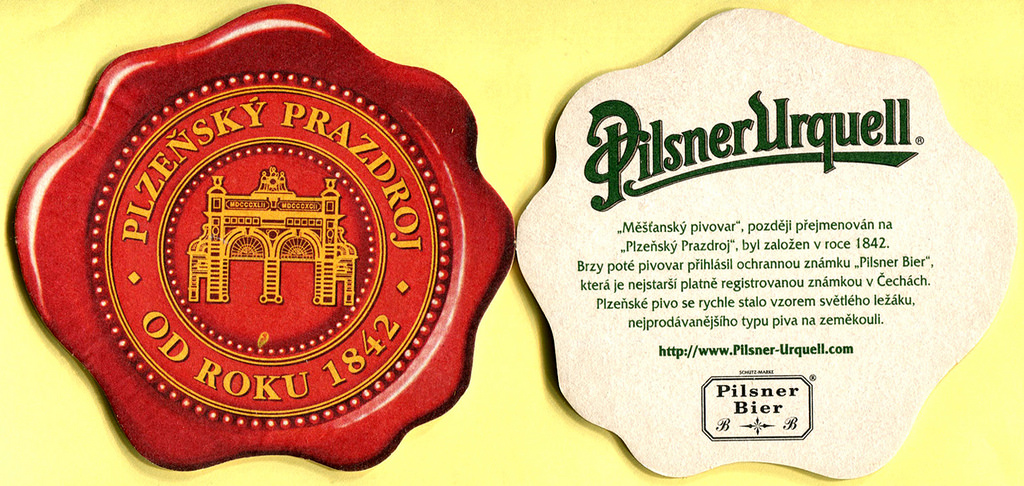 PLZEŇSKÝ PRAZDROJ
MDCCCXLII MDCCCXCII
OD ROKU 1842
Pilsner Urquell®
„Měšťanský pivovar“, později přejmenován na
„Plzeňský Prazdroj“, byl založen v roce 1842.
Brzy poté pivovar přihlásil ochrannou známku „Pilsner Bier“,
která je nejstarší platně registrovanou známkou v Čechách.
Plzeňské pivo se rychle stalo vzorem světlého ležáku,
nejprodávanějšího typu piva na zeměkouli.
http://www.Pilsner-Urquell.com
SCHUTZ-MARKE
Pilsner ®
Bier
B B